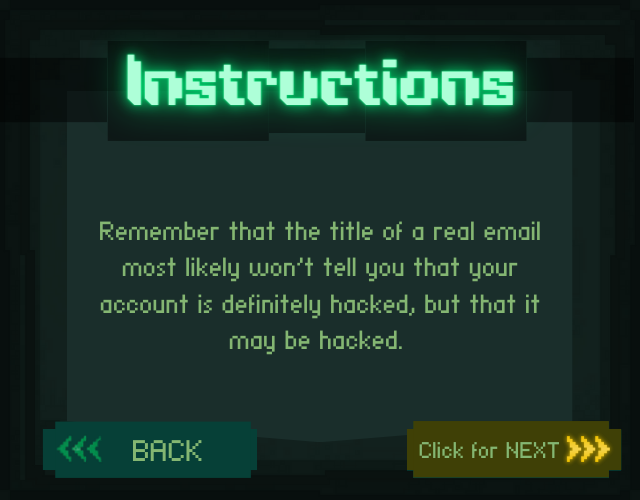 Instructions
Remember that the title of a real email
most likely won't tell you that your
account is definitely hacked, but that it
may be hacked.
BACK
Click for NEXT